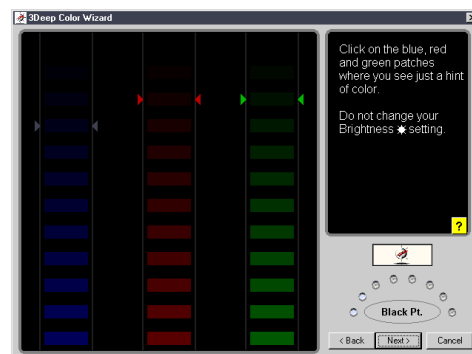 3Deep Color Wizard
Click on the blue, red
and green patches
where you see just a hint
of color.
Do not change your
Brightness setting.
?
Black Pt.
< Back Next > Cancel